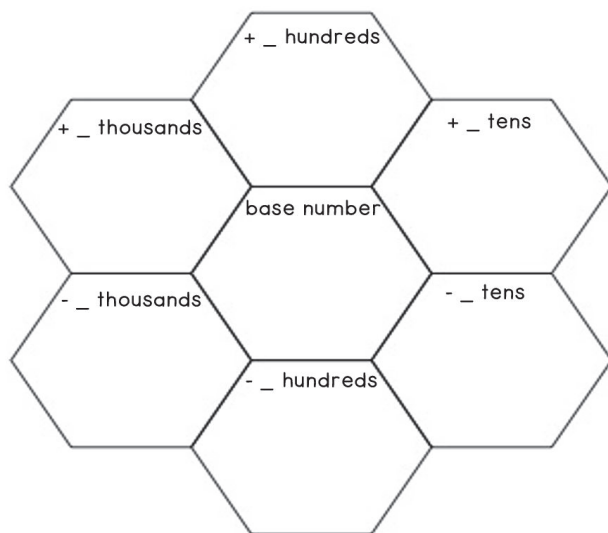 + _ hundreds
+ _ thousands
+ _ tens
base number
- _ thousands
- _ tens
- _ hundreds